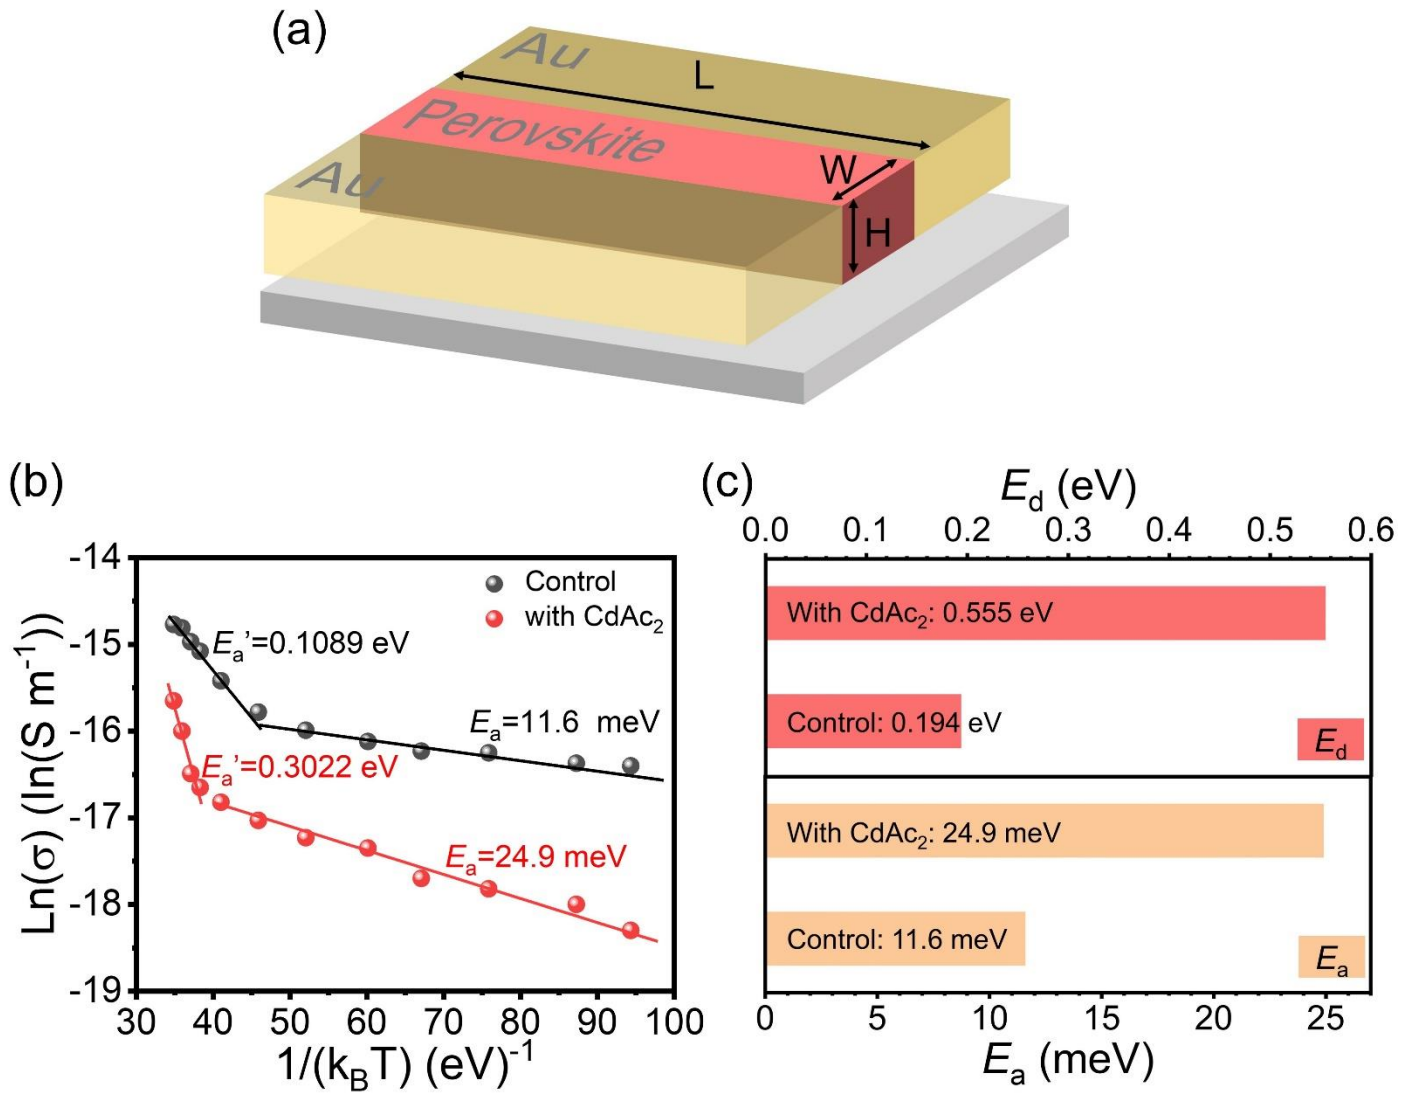 (a)
Au
L
Perovskite
W
Au
H
(b)
-14
-15
-16
-17
-18
-19
Ln(σ) (ln(S m⁻¹))
Control
with CdAc₂
Eₐ’=0.1089 eV
Eₐ=11.6 meV
Eₐ’=0.3022 eV
Eₐ=24.9 meV
30 40 50 60 70 80 90 100
1/(k_BT) (eV)⁻¹
(c)
E_d (eV)
0.0 0.1 0.2 0.3 0.4 0.5 0.6
With CdAc₂: 0.555 eV
Control: 0.194 eV
E_d
With CdAc₂: 24.9 meV
Control: 11.6 meV
Eₐ
0 5 10 15 20 25
Eₐ (meV)